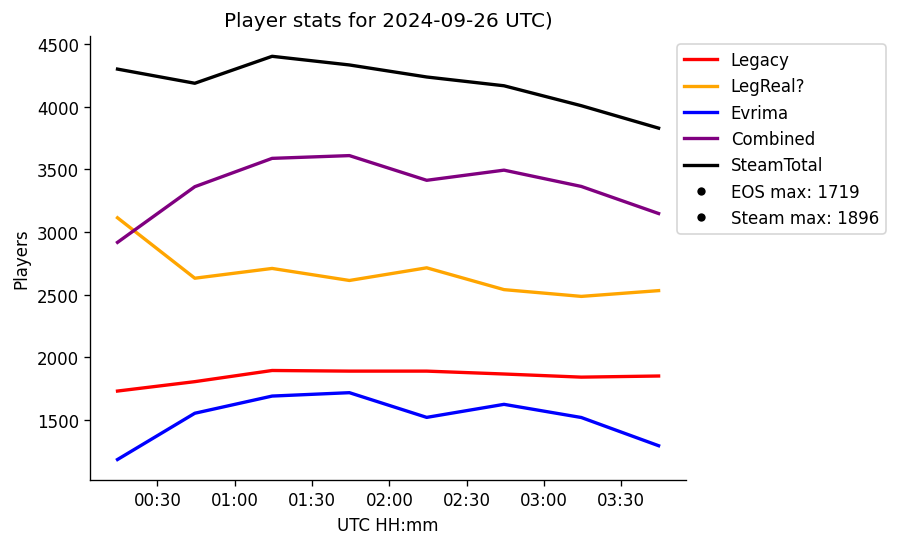 Player stats for 2024-09-26 UTC)
4500
4000
3500
3000
2500
2000
1500
Players
00:30 01:00 01:30 02:00 02:30 03:00 03:30
UTC HH:mm
Legacy
LegReal?
Evrima
Combined
SteamTotal
EOS max: 1719
Steam max: 1896